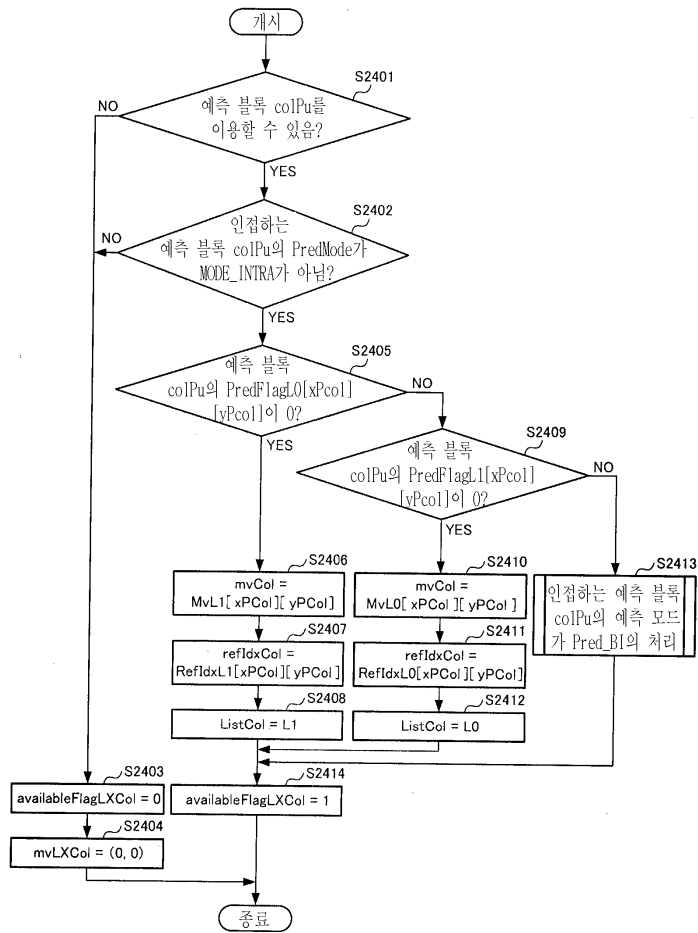 개시
S2401
예측 블록 colPu를
이용할 수 있음?
NO
YES
S2402
인접하는
예측 블록 colPu의 PredMode가
MODE_INTRA가 아님?
NO
YES
S2405
예측 블록
colPu의 PredFlagL0[xPcol]
[yPcol]이 0?
NO
YES
S2409
예측 블록
colPu의 PredFlagL1[xPcol]
[yPcol]이 0?
NO
YES
S2406
mvCol =
MvL1[ xPCol][ yPCol]
S2410
mvCol =
MvL0[ xPCol][ yPCol ]
S2413
인접하는 예측 블록
colPu의 예측 모드
가 Pred_BI의 처리
S2407
refIdxCol =
RefIdxL1[xPCol][ yPCol]
S2411
refIdxCol =
RefIdxL0[xPCol][ yPCol]
S2408
ListCol = L1
S2412
ListCol = L0
S2403
availableFlagLXCol = 0
S2414
availableFlagLXCol = 1
S2404
mvLXCol = (0, 0)
종료